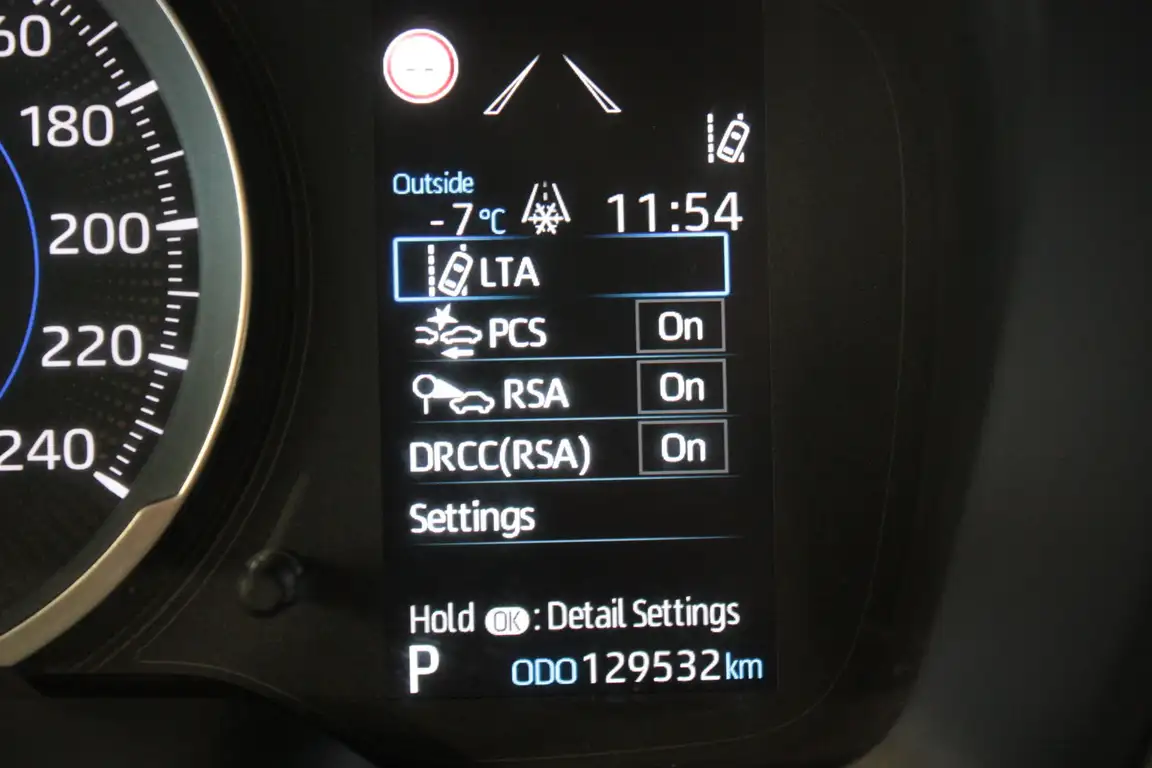 60
180
200
220
240
--
Outside
-7 °C 11:54
LTA
PCS On
RSA On
DRCC(RSA) On
Settings
Hold OK : Detail Settings
P ODO 129532 km